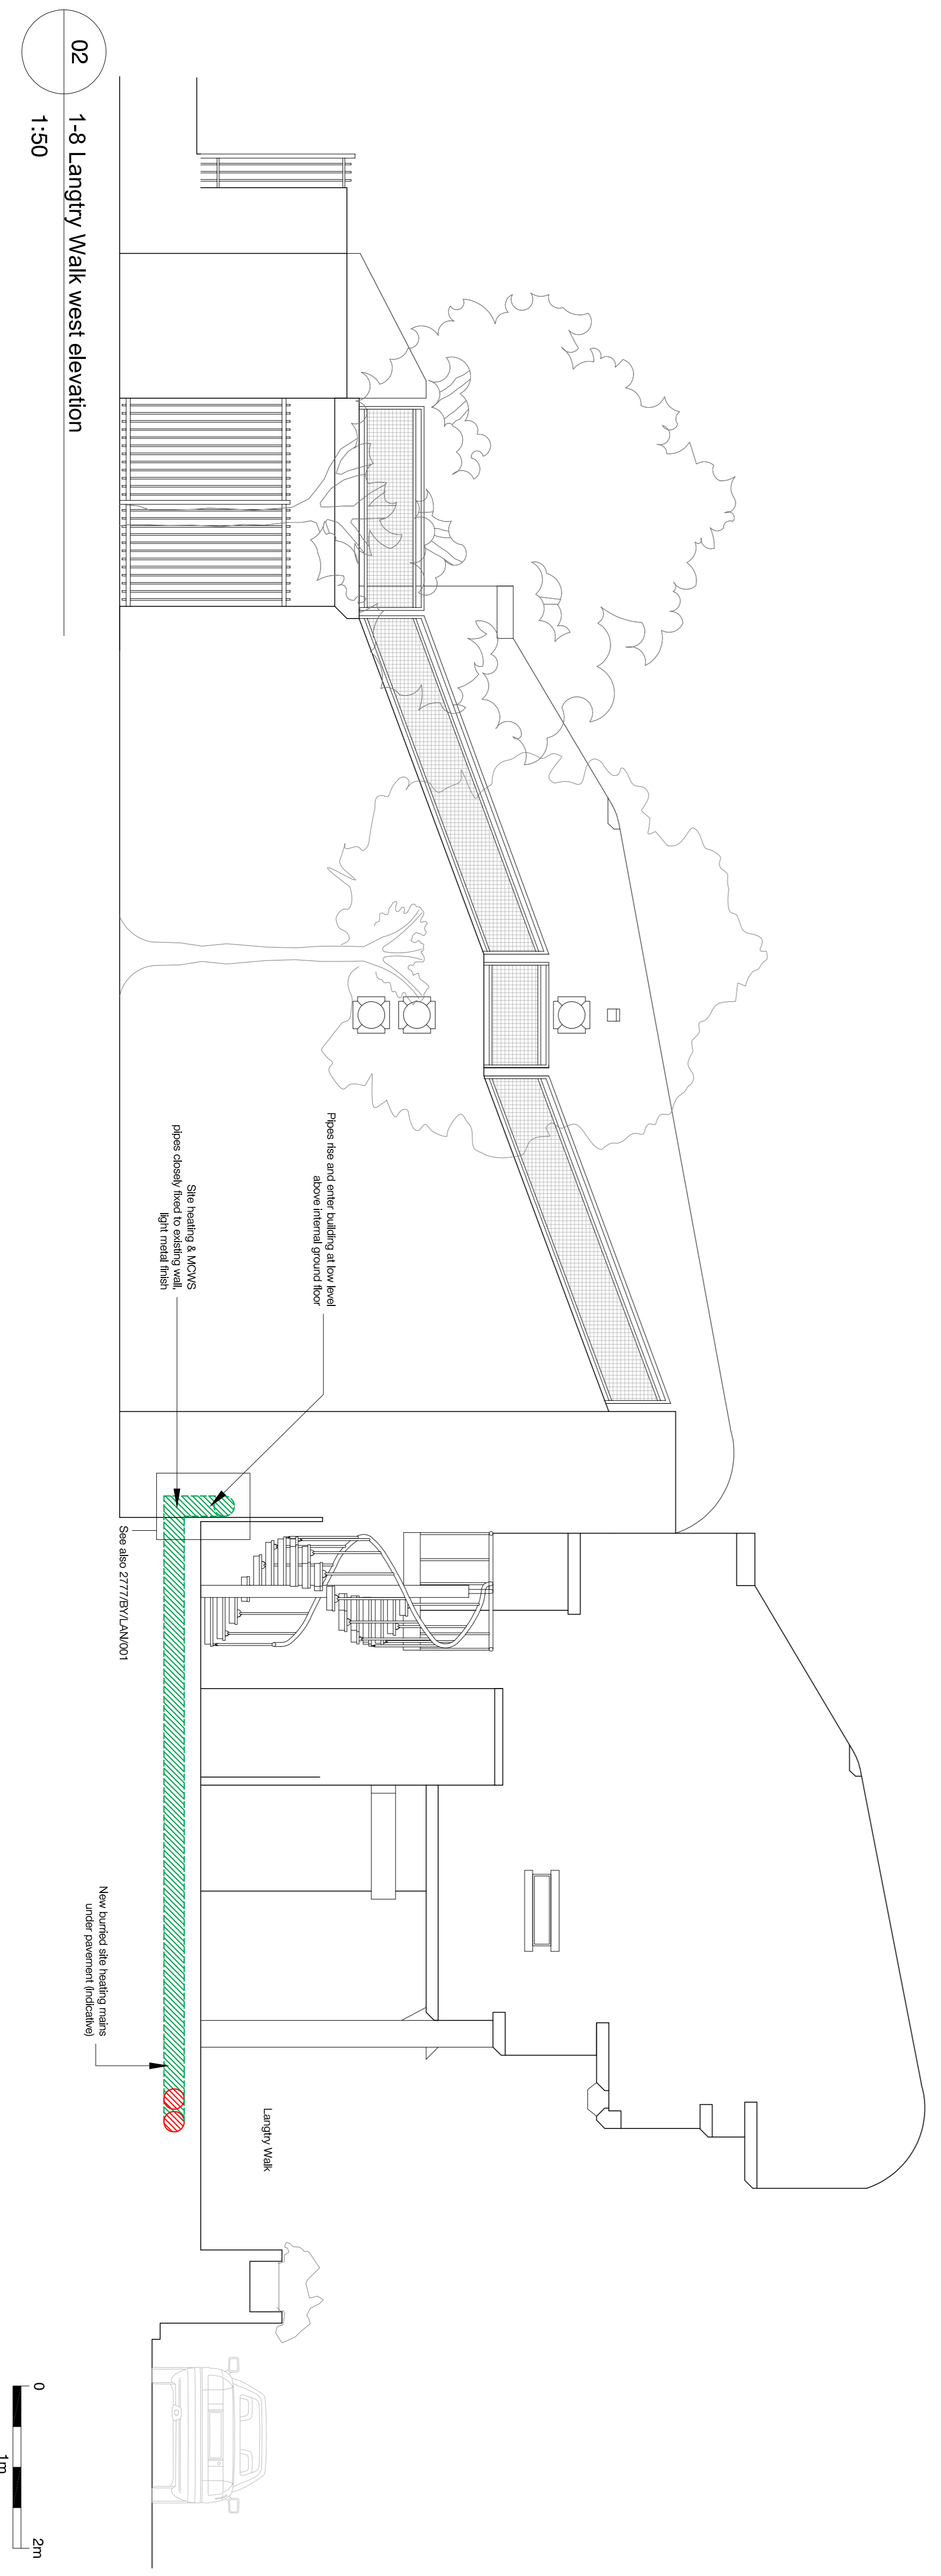 02
1-8 Langtry Walk west elevation
1:50
Pipes rise and enter building at low level
above internal ground floor
Site heating & MCWS
pipes closely fixed to existing wall,
light metal finish
See also 2777/BY/LAN/001
New burried site heating mains
under pavement (indicative)
Langtry Walk
0
1m
2m